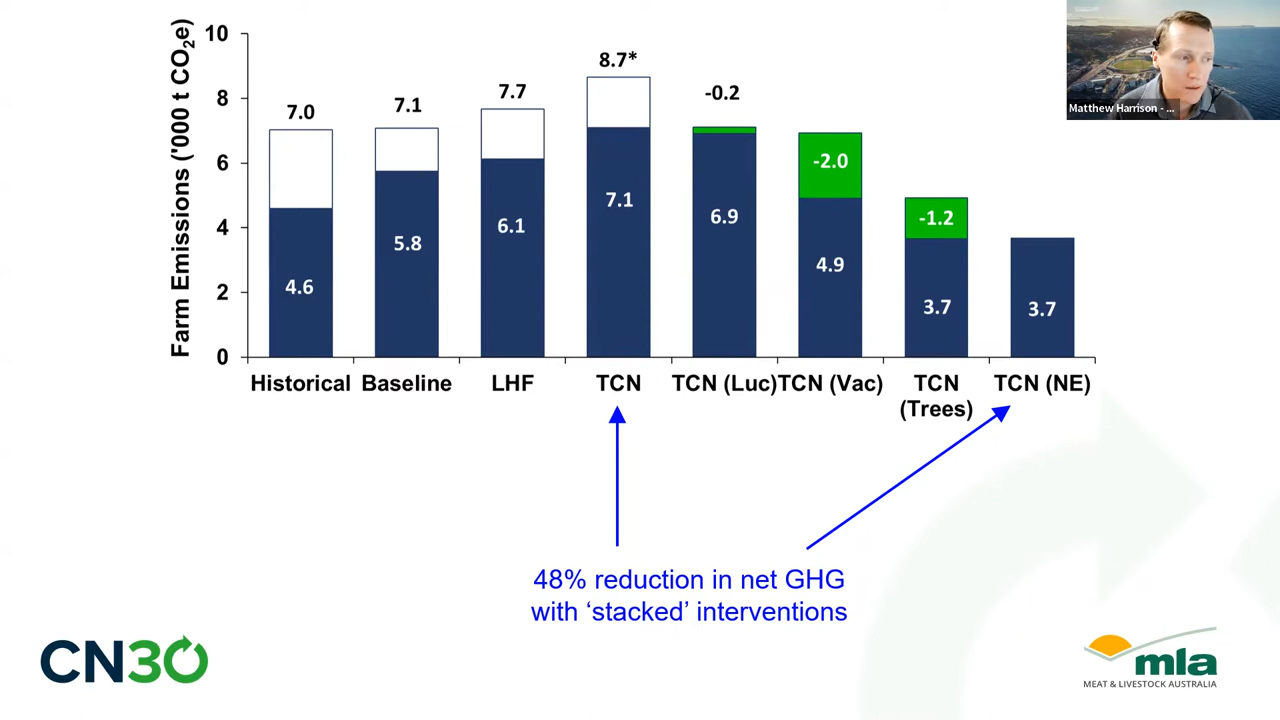 Farm Emissions ('000 t CO2e)
10
8
6
4
2
0
7.0
7.1
7.7
8.7*
-0.2
4.6
5.8
6.1
7.1
6.9
-2.0
4.9
-1.2
3.7
3.7
Historical
Baseline
LHF
TCN
TCN (Luc)
TCN (Vac)
TCN
(Trees)
TCN (NE)
48% reduction in net GHG
with ‘stacked’ interventions
Matthew Harrison - ...
CN30
mla
MEAT & LIVESTOCK AUSTRALIA